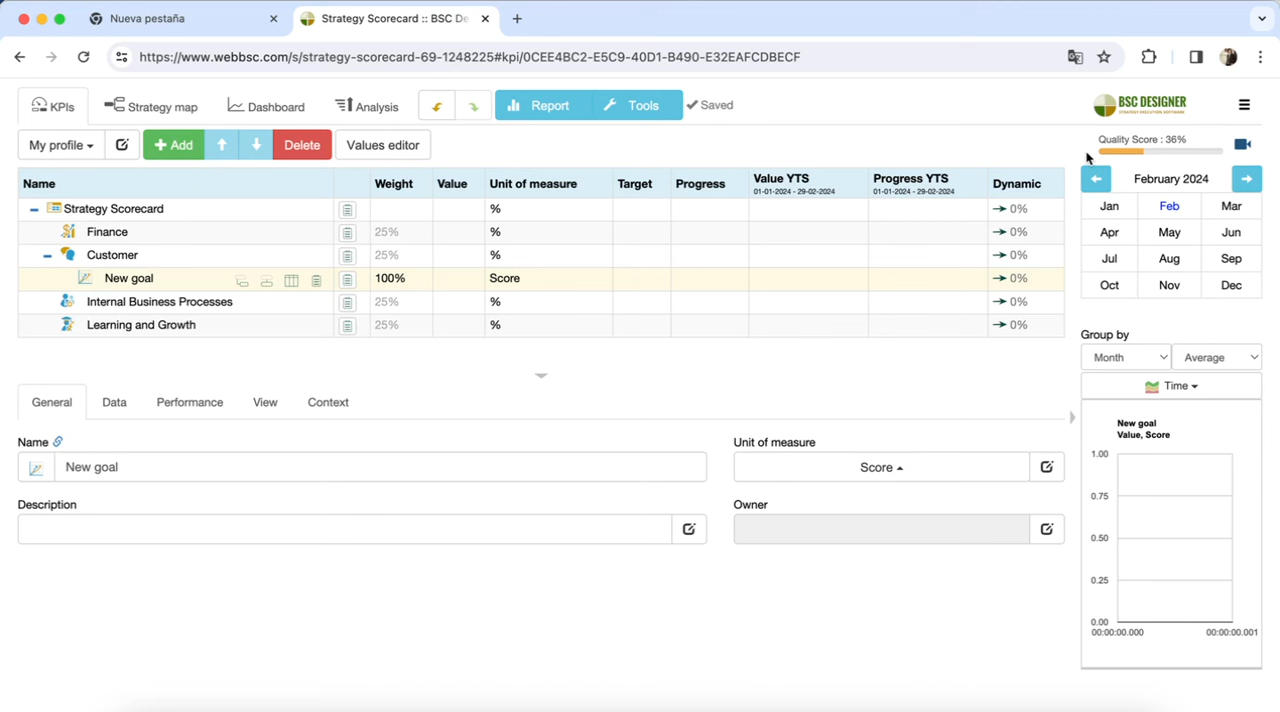 Nueva pestaña
Strategy Scorecard :: BSC De
https://www.webbsc.com/s/strategy-scorecard-69-1248225#kpi/0CEE4BC2-E5C9-40D1-B490-E32EAFCDBECF
KPIs Strategy map Dashboard Analysis Report Tools Saved
BSC DESIGNER
STRATEGY EXECUTION SOFTWARE
My profile Add Delete Values editor
Quality Score : 36%
Name Weight Value Unit of measure Target Progress Value YTS Progress YTS Dynamic
01-01-2024 - 29-02-2024 01-01-2024 - 29-02-2024
Strategy Scorecard % 0%
Finance 25% % 0%
Customer 25% % 0%
New goal 100% Score 0%
Internal Business Processes 25% % 0%
Learning and Growth 25% % 0%
February 2024
Jan Feb Mar
Apr May Jun
Jul Aug Sep
Oct Nov Dec
Group by
Month Average
Time
General Data Performance View Context
Name
New goal
Unit of measure
Score
Description
Owner
New goal
Value, Score
1.00
0.75
0.50
0.25
0.00
00:00:00.000 00:00:00.001